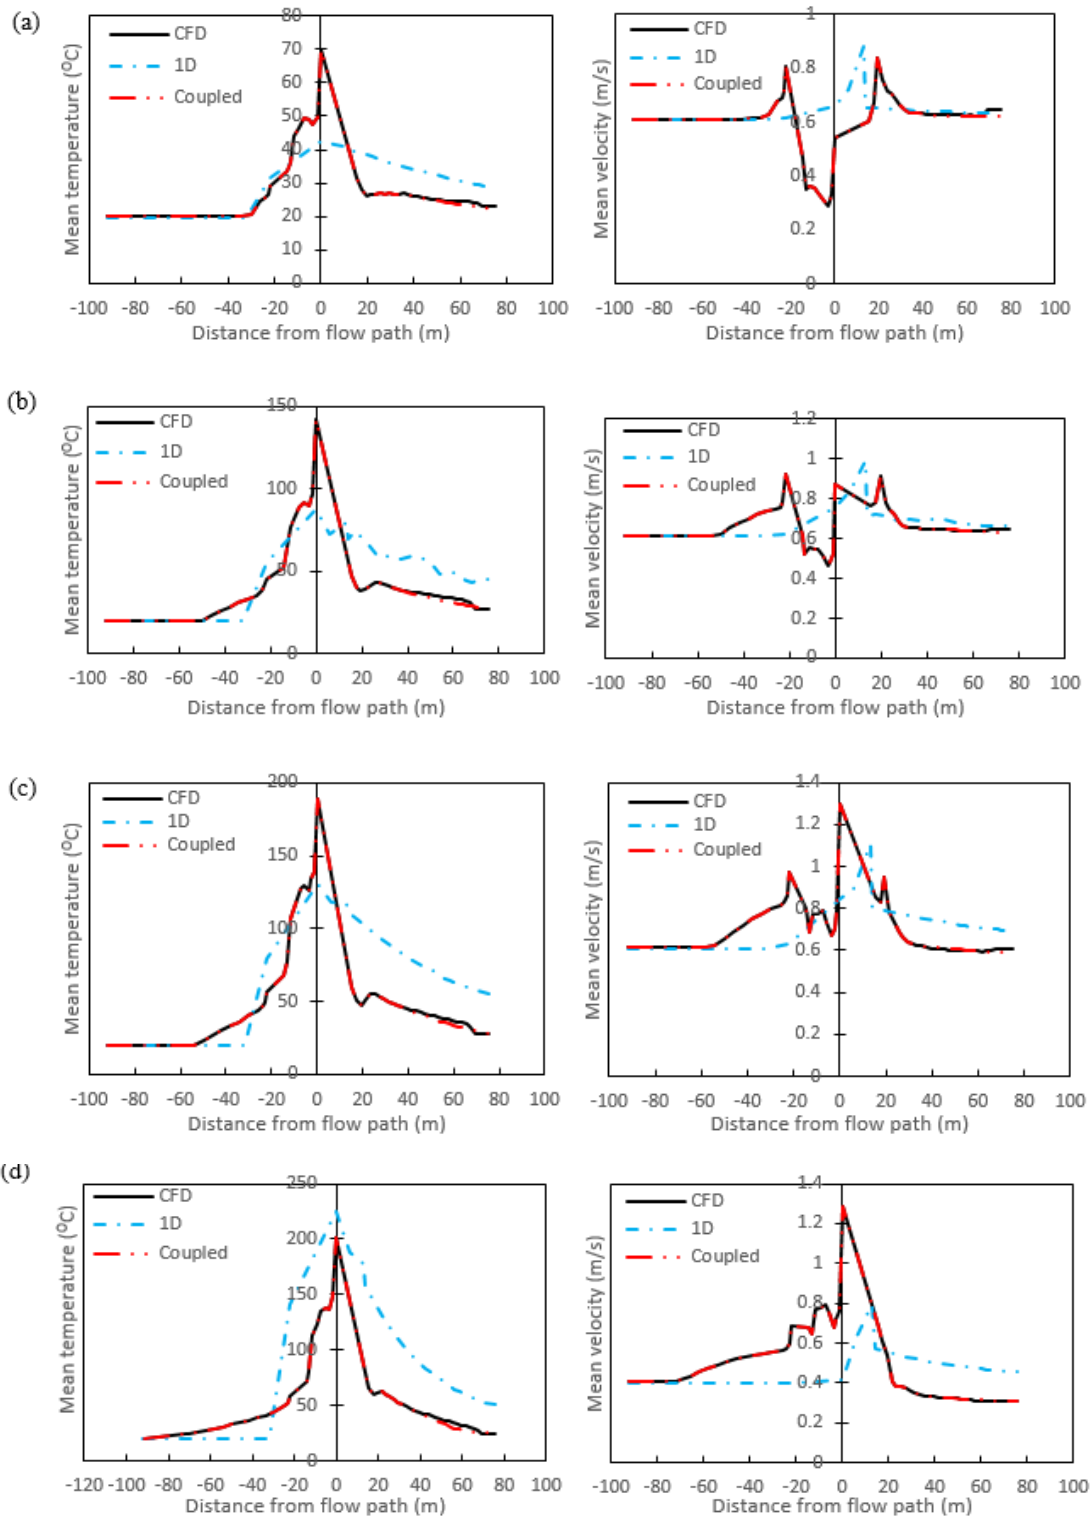 (a)
Mean temperature (⁰C)
80
70
60
50
40
30
20
10
0
CFD
1D
Coupled
-100 -80 -60 -40 -20 0 20 40 60 80 100
Distance from flow path (m)
Mean velocity (m/s)
1
0.8
0.6
0.4
0.2
0
CFD
1D
Coupled
-100 -80 -60 -40 -20 0 20 40 60 80 100
Distance from flow path (m)
(b)
Mean temperature (⁰C)
150
100
50
0
CFD
1D
Coupled
-100 -80 -60 -40 -20 0 20 40 60 80 100
Distance from flow path (m)
Mean velocity (m/s)
1.2
1
0.8
0.6
0.4
0.2
0
CFD
1D
Coupled
-100 -80 -60 -40 -20 0 20 40 60 80 100
Distance from flow path (m)
(c)
Mean temperature (⁰C)
200
150
100
50
0
CFD
1D
Coupled
-100 -80 -60 -40 -20 0 20 40 60 80 100
Distance from flow path (m)
Mean velocity (m/s)
1.4
1.2
1
0.8
0.6
0.4
0.2
0
CFD
1D
Coupled
-100 -80 -60 -40 -20 0 20 40 60 80 100
Distance from flow path (m)
(d)
Mean temperature (⁰C)
250
200
150
100
50
0
CFD
1D
Coupled
-120 -100 -80 -60 -40 -20 0 20 40 60 80 100
Distance from flow path (m)
Mean velocity (m/s)
1.4
1.2
1
0.8
0.6
0.4
0.2
0
CFD
1D
Coupled
-100 -80 -60 -40 -20 0 20 40 60 80 100
Distance from flow path (m)